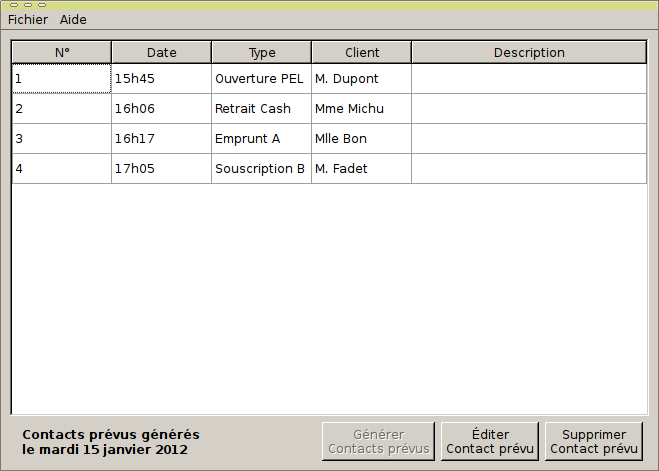 Fichier Aide
N° Date Type Client Description
1 15h45 Ouverture PEL M. Dupont
2 16h06 Retrait Cash Mme Michu
3 16h17 Emprunt A Mlle Bon
4 17h05 Souscription B M. Fadet
Contacts prévus générés
le mardi 15 janvier 2012
Générer
Contacts prévus
Éditer
Contact prévu
Supprimer
Contact prévu